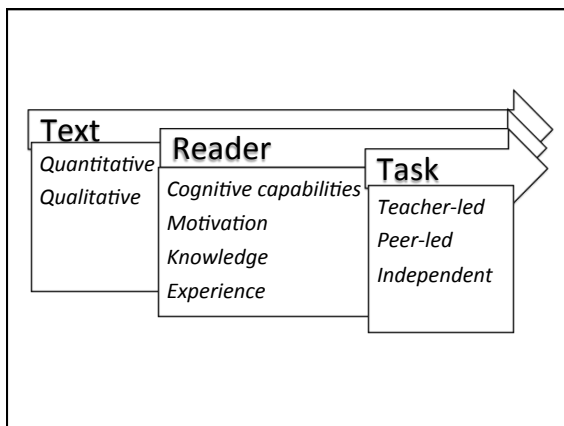 Text
Quantitative
Qualitative
Reader
Cognitive capabilities
Motivation
Knowledge
Experience
Task
Teacher-led
Peer-led
Independent